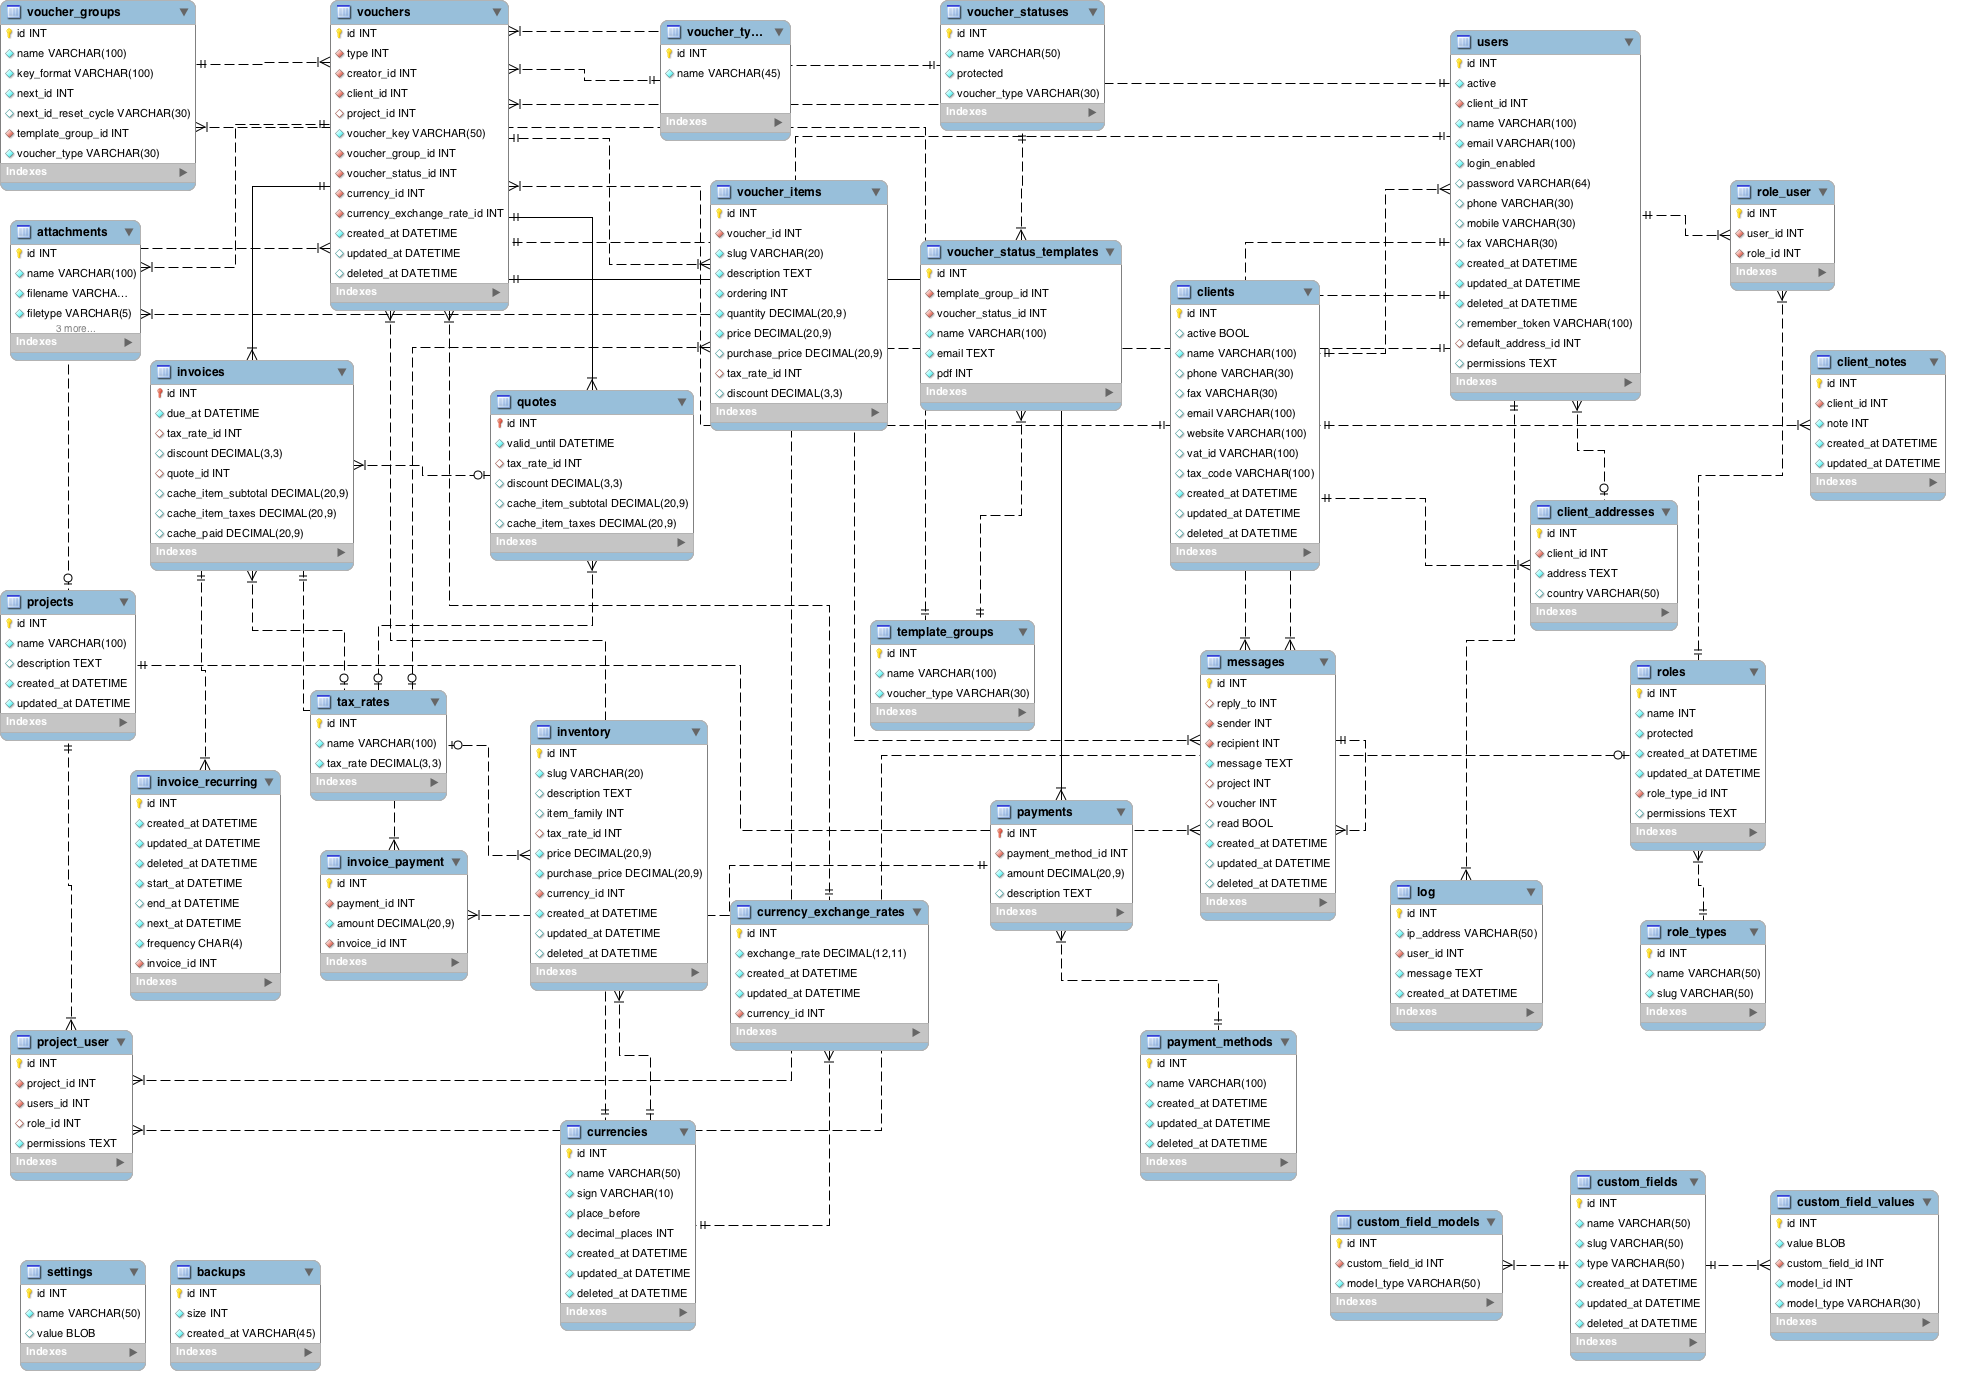 voucher_groups
id INT
name VARCHAR(100)
key_format VARCHAR(100)
next_id INT
next_id_reset_cycle VARCHAR(30)
template_group_id INT
voucher_type VARCHAR(30)
Indexes
vouchers
id INT
type INT
creator_id INT
client_id INT
project_id INT
voucher_key VARCHAR(50)
voucher_group_id INT
voucher_status_id INT
currency_id INT
currency_exchange_rate_id INT
created_at DATETIME
updated_at DATETIME
deleted_at DATETIME
Indexes
voucher_ty...
id INT
name VARCHAR(45)
Indexes
voucher_statuses
id INT
name VARCHAR(50)
protected
voucher_type VARCHAR(30)
Indexes
users
id INT
active
client_id INT
name VARCHAR(100)
email VARCHAR(100)
login_enabled
password VARCHAR(64)
phone VARCHAR(30)
mobile VARCHAR(30)
fax VARCHAR(30)
created_at DATETIME
updated_at DATETIME
deleted_at DATETIME
remember_token VARCHAR(100)
default_address_id INT
permissions TEXT
Indexes
role_user
id INT
user_id INT
role_id INT
Indexes
attachments
id INT
name VARCHAR(100)
filename VARCHA...
filetype VARCHAR(5)
3 more...
Indexes
voucher_items
id INT
voucher_id INT
slug VARCHAR(20)
description TEXT
ordering INT
quantity DECIMAL(20,9)
price DECIMAL(20,9)
purchase_price DECIMAL(20,9)
tax_rate_id INT
discount DECIMAL(3,3)
Indexes
voucher_status_templates
id INT
template_group_id INT
voucher_status_id INT
name VARCHAR(100)
email TEXT
pdf INT
Indexes
clients
id INT
active BOOL
name VARCHAR(100)
phone VARCHAR(30)
fax VARCHAR(30)
email VARCHAR(100)
website VARCHAR(100)
vat_id VARCHAR(100)
tax_code VARCHAR(100)
created_at DATETIME
updated_at DATETIME
deleted_at DATETIME
Indexes
client_notes
id INT
client_id INT
note INT
created_at DATETIME
updated_at DATETIME
Indexes
invoices
id INT
due_at DATETIME
tax_rate_id INT
discount DECIMAL(3,3)
quote_id INT
cache_item_subtotal DECIMAL(20,9)
cache_item_taxes DECIMAL(20,9)
cache_paid DECIMAL(20,9)
Indexes
quotes
id INT
valid_until DATETIME
tax_rate_id INT
discount DECIMAL(3,3)
cache_item_subtotal DECIMAL(20,9)
cache_item_taxes DECIMAL(20,9)
Indexes
client_addresses
id INT
client_id INT
address TEXT
country VARCHAR(50)
Indexes
projects
id INT
name VARCHAR(100)
description TEXT
created_at DATETIME
updated_at DATETIME
Indexes
template_groups
id INT
name VARCHAR(100)
voucher_type VARCHAR(30)
Indexes
messages
id INT
reply_to INT
sender INT
recipient INT
message TEXT
project INT
voucher INT
read BOOL
created_at DATETIME
updated_at DATETIME
deleted_at DATETIME
Indexes
roles
id INT
name INT
protected
created_at DATETIME
updated_at DATETIME
role_type_id INT
permissions TEXT
Indexes
tax_rates
id INT
name VARCHAR(100)
tax_rate DECIMAL(3,3)
Indexes
inventory
id INT
slug VARCHAR(20)
description TEXT
item_family INT
tax_rate_id INT
price DECIMAL(20,9)
purchase_price DECIMAL(20,9)
currency_id INT
created_at DATETIME
updated_at DATETIME
deleted_at DATETIME
Indexes
invoice_recurring
id INT
created_at DATETIME
updated_at DATETIME
deleted_at DATETIME
start_at DATETIME
end_at DATETIME
next_at DATETIME
frequency CHAR(4)
invoice_id INT
Indexes
invoice_payment
id INT
payment_id INT
amount DECIMAL(20,9)
invoice_id INT
Indexes
payments
id INT
payment_method_id INT
amount DECIMAL(20,9)
description TEXT
Indexes
currency_exchange_rates
id INT
exchange_rate DECIMAL(12,11)
created_at DATETIME
updated_at DATETIME
currency_id INT
Indexes
log
id INT
ip_address VARCHAR(50)
user_id INT
message TEXT
created_at DATETIME
Indexes
role_types
id INT
name VARCHAR(50)
slug VARCHAR(50)
Indexes
project_user
id INT
project_id INT
users_id INT
role_id INT
permissions TEXT
Indexes
payment_methods
id INT
name VARCHAR(100)
created_at DATETIME
updated_at DATETIME
deleted_at DATETIME
Indexes
currencies
id INT
name VARCHAR(50)
sign VARCHAR(10)
place_before
decimal_places INT
created_at DATETIME
updated_at DATETIME
deleted_at DATETIME
Indexes
custom_field_models
id INT
custom_field_id INT
model_type VARCHAR(50)
Indexes
custom_fields
id INT
name VARCHAR(50)
slug VARCHAR(50)
type VARCHAR(50)
created_at DATETIME
updated_at DATETIME
deleted_at DATETIME
Indexes
custom_field_values
id INT
value BLOB
custom_field_id INT
model_id INT
model_type VARCHAR(30)
Indexes
settings
id INT
name VARCHAR(50)
value BLOB
Indexes
backups
id INT
size INT
created_at VARCHAR(45)
Indexes